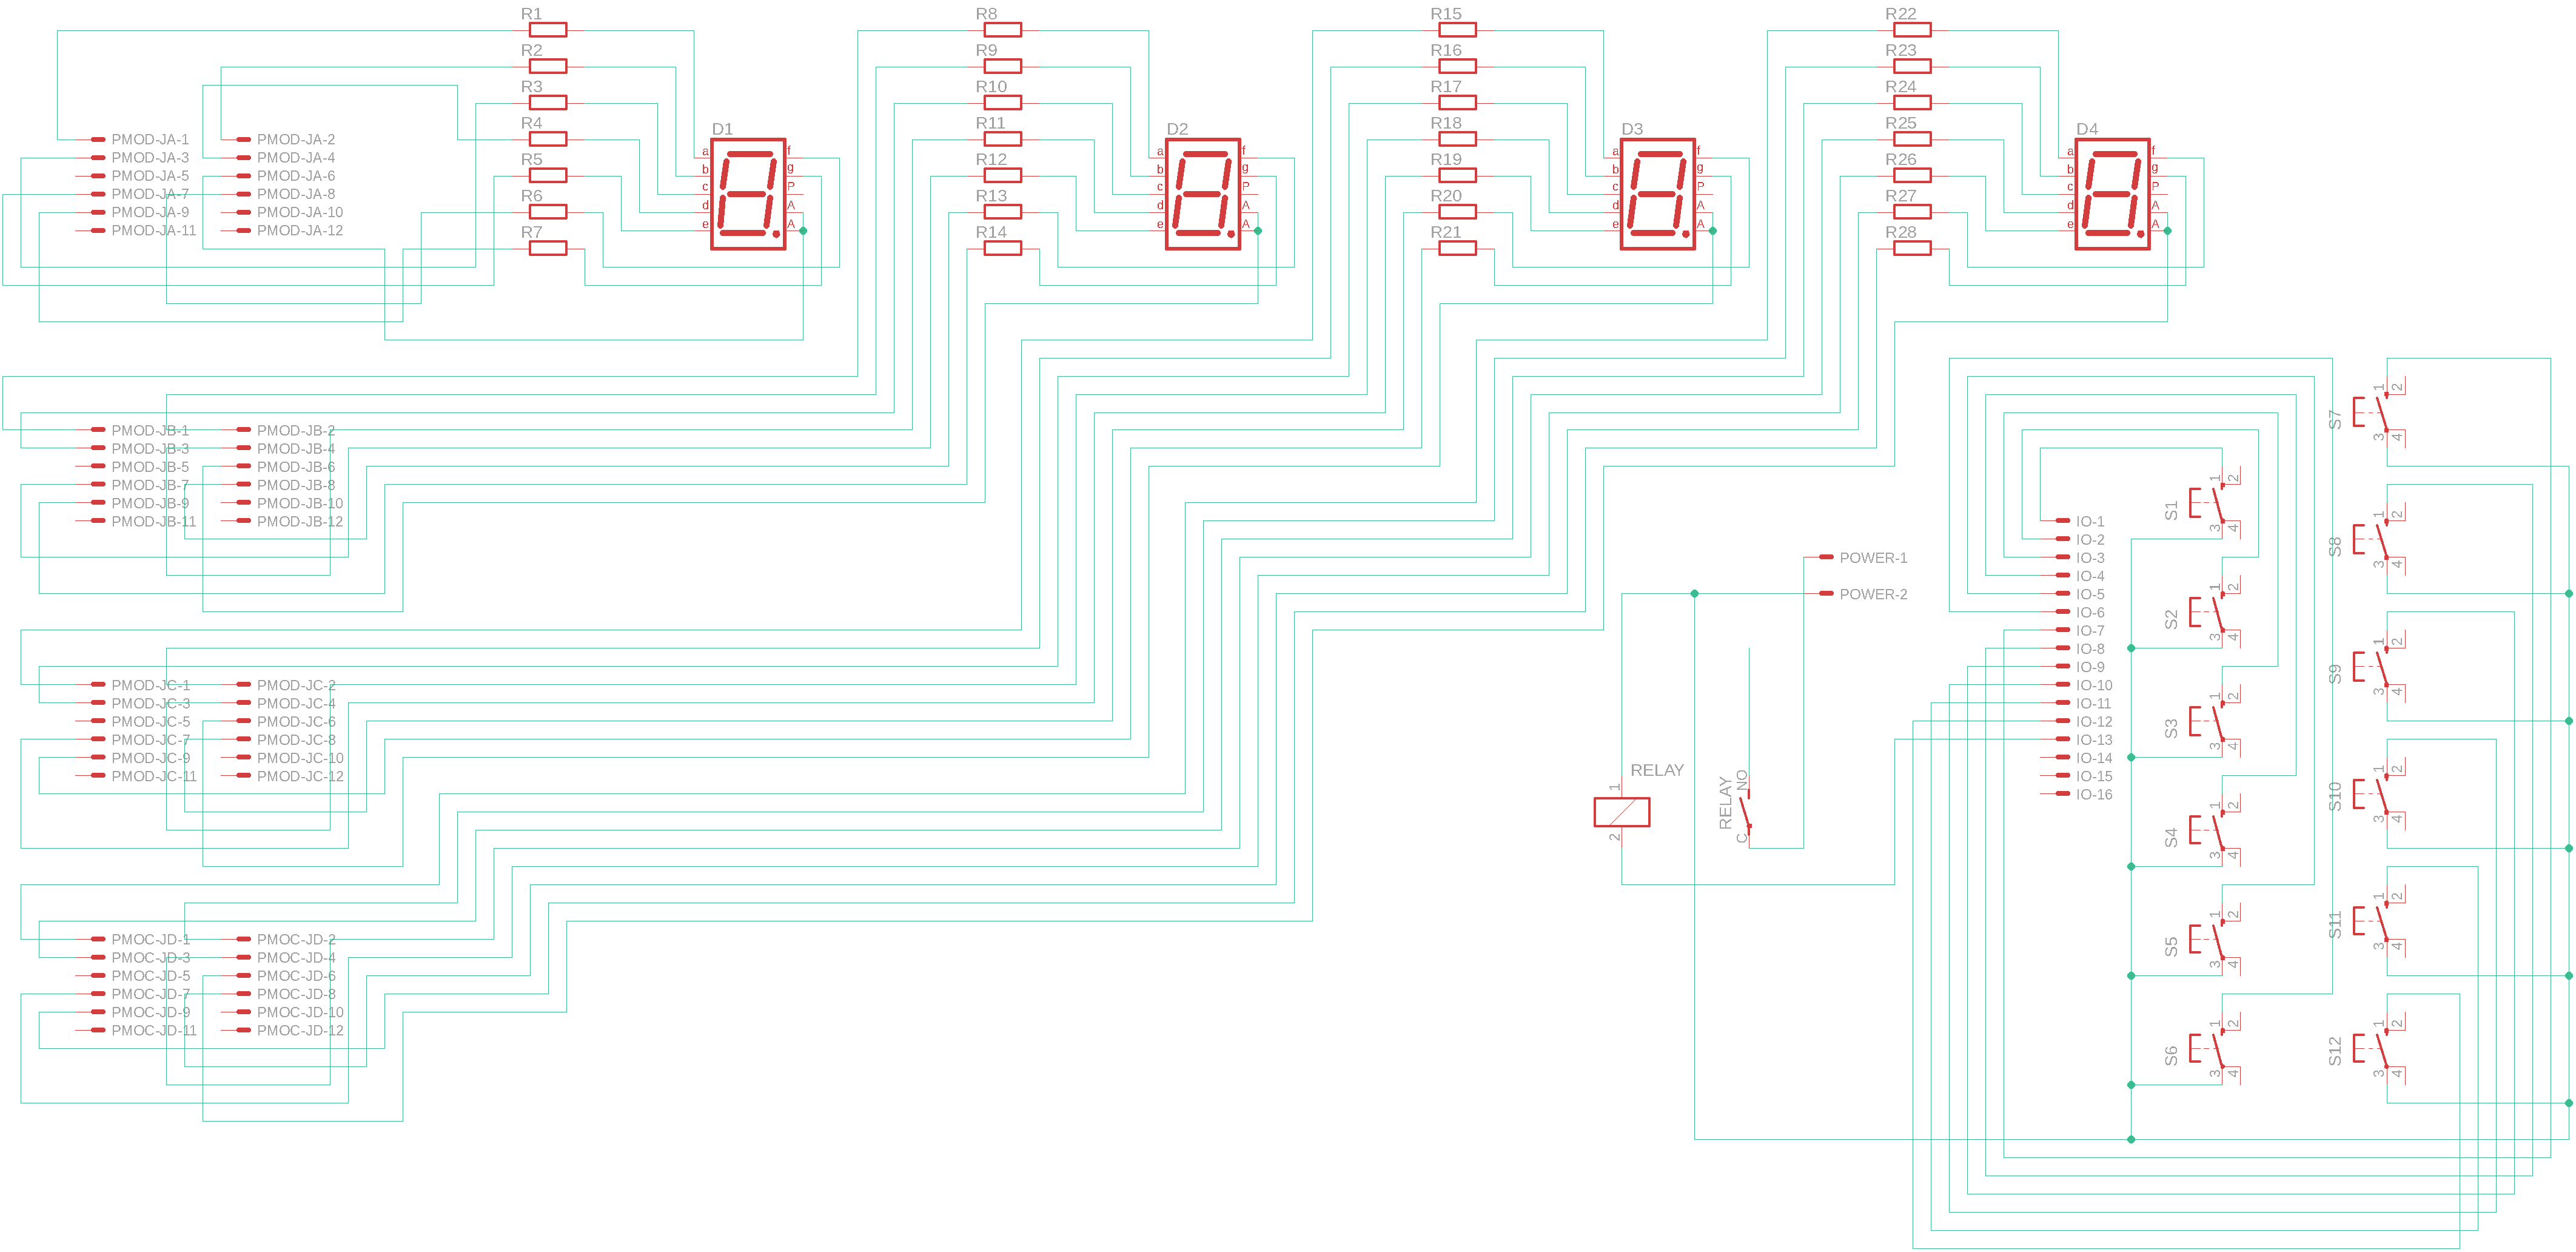 R1 R8 R15 R22
R2 R9 R16 R23
R3 R10 R17 R24
R4 R11 R18 R25
R5 R12 R19 R26
R6 R13 R20 R27
R7 R14 R21 R28
D1 D2 D3 D4
a f a f a f a f
b g b g b g b g
c P c P c P c P
d A d A d A d A
e A e A e A e A
PMOD-JA-1 PMOD-JA-2
PMOD-JA-3 PMOD-JA-4
PMOD-JA-5 PMOD-JA-6
PMOD-JA-7 PMOD-JA-8
PMOD-JA-9 PMOD-JA-10
PMOD-JA-11 PMOD-JA-12
PMOD-JB-1 PMOD-JB-2
PMOD-JB-3 PMOD-JB-4
PMOD-JB-5 PMOD-JB-6
PMOD-JB-7 PMOD-JB-8
PMOD-JB-9 PMOD-JB-10
PMOD-JB-11 PMOD-JB-12
PMOD-JC-1 PMOD-JC-2
PMOD-JC-3 PMOD-JC-4
PMOD-JC-5 PMOD-JC-6
PMOD-JC-7 PMOD-JC-8
PMOD-JC-9 PMOD-JC-10
PMOD-JC-11 PMOD-JC-12
PMOC-JD-1 PMOC-JD-2
PMOC-JD-3 PMOC-JD-4
PMOC-JD-5 PMOC-JD-6
PMOC-JD-7 PMOC-JD-8
PMOC-JD-9 PMOC-JD-10
PMOC-JD-11 PMOC-JD-12
POWER-1
POWER-2
RELAY
1
2
RELAY
NO
C
IO-1
IO-2
IO-3
IO-4
IO-5
IO-6
IO-7
IO-8
IO-9
IO-10
IO-11
IO-12
IO-13
IO-14
IO-15
IO-16
S1 1 2 3 4
S2 1 2 3 4
S3 1 2 3 4
S4 1 2 3 4
S5 1 2 3 4
S6 1 2 3 4
S7 1 2 3 4
S8 1 2 3 4
S9 1 2 3 4
S10 1 2 3 4
S11 1 2 3 4
S12 1 2 3 4